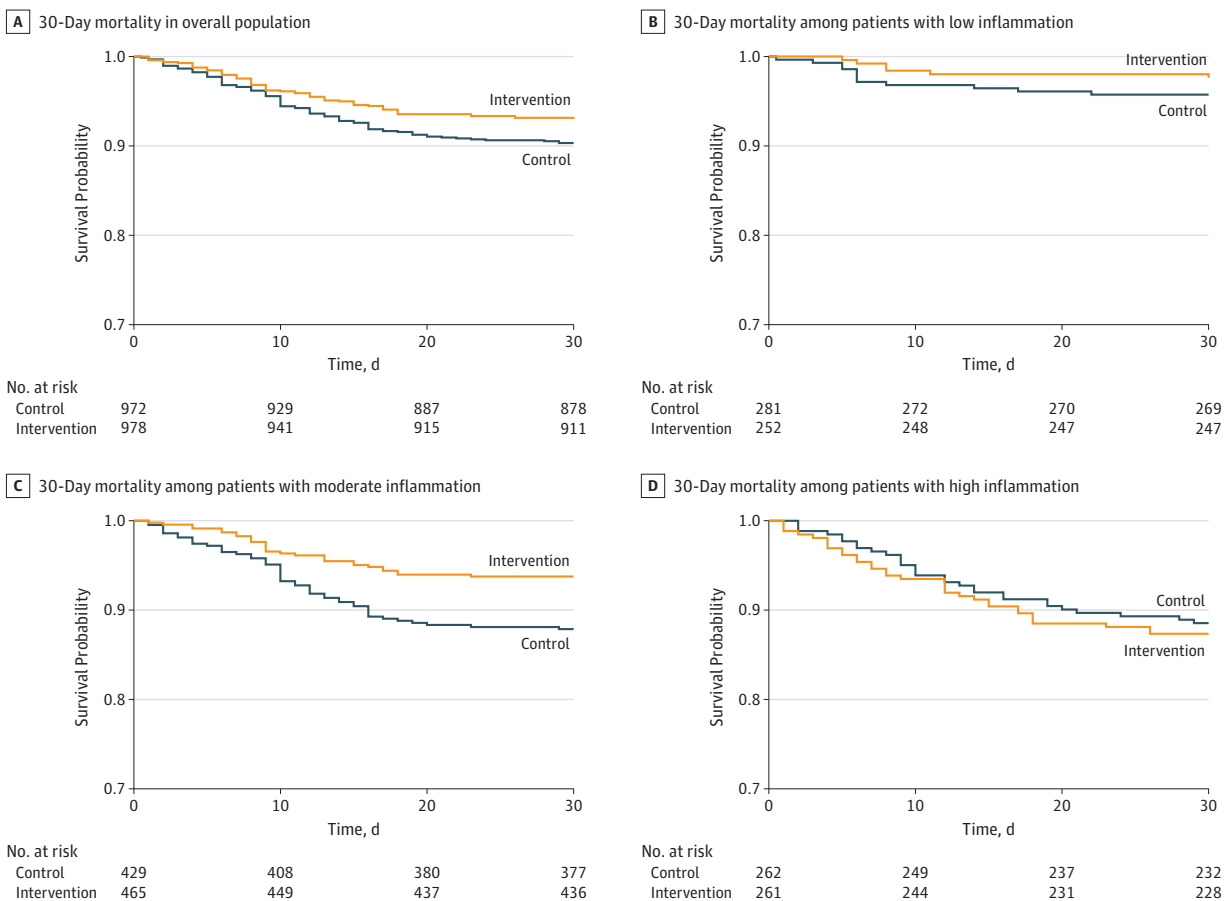 A 30-Day mortality in overall population
1.0
0.9
0.8
0.7
Survival Probability
Intervention
Control
0 10 20 30
Time, d
No. at risk
Control 972 929 887 878
Intervention 978 941 915 911
B 30-Day mortality among patients with low inflammation
1.0
0.9
0.8
0.7
Survival Probability
Intervention
Control
0 10 20 30
Time, d
No. at risk
Control 281 272 270 269
Intervention 252 248 247 247
C 30-Day mortality among patients with moderate inflammation
1.0
0.9
0.8
0.7
Survival Probability
Intervention
Control
0 10 20 30
Time, d
No. at risk
Control 429 408 380 377
Intervention 465 449 437 436
D 30-Day mortality among patients with high inflammation
1.0
0.9
0.8
0.7
Survival Probability
Control
Intervention
0 10 20 30
Time, d
No. at risk
Control 262 249 237 232
Intervention 261 244 231 228